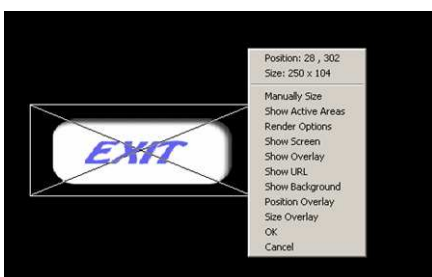 EXIT
Position: 28 , 302
Size: 250 x 104
Manually Size
Show Active Areas
Render Options
Show Screen
Show Overlay
Show URL
Show Background
Position Overlay
Size Overlay
OK
Cancel